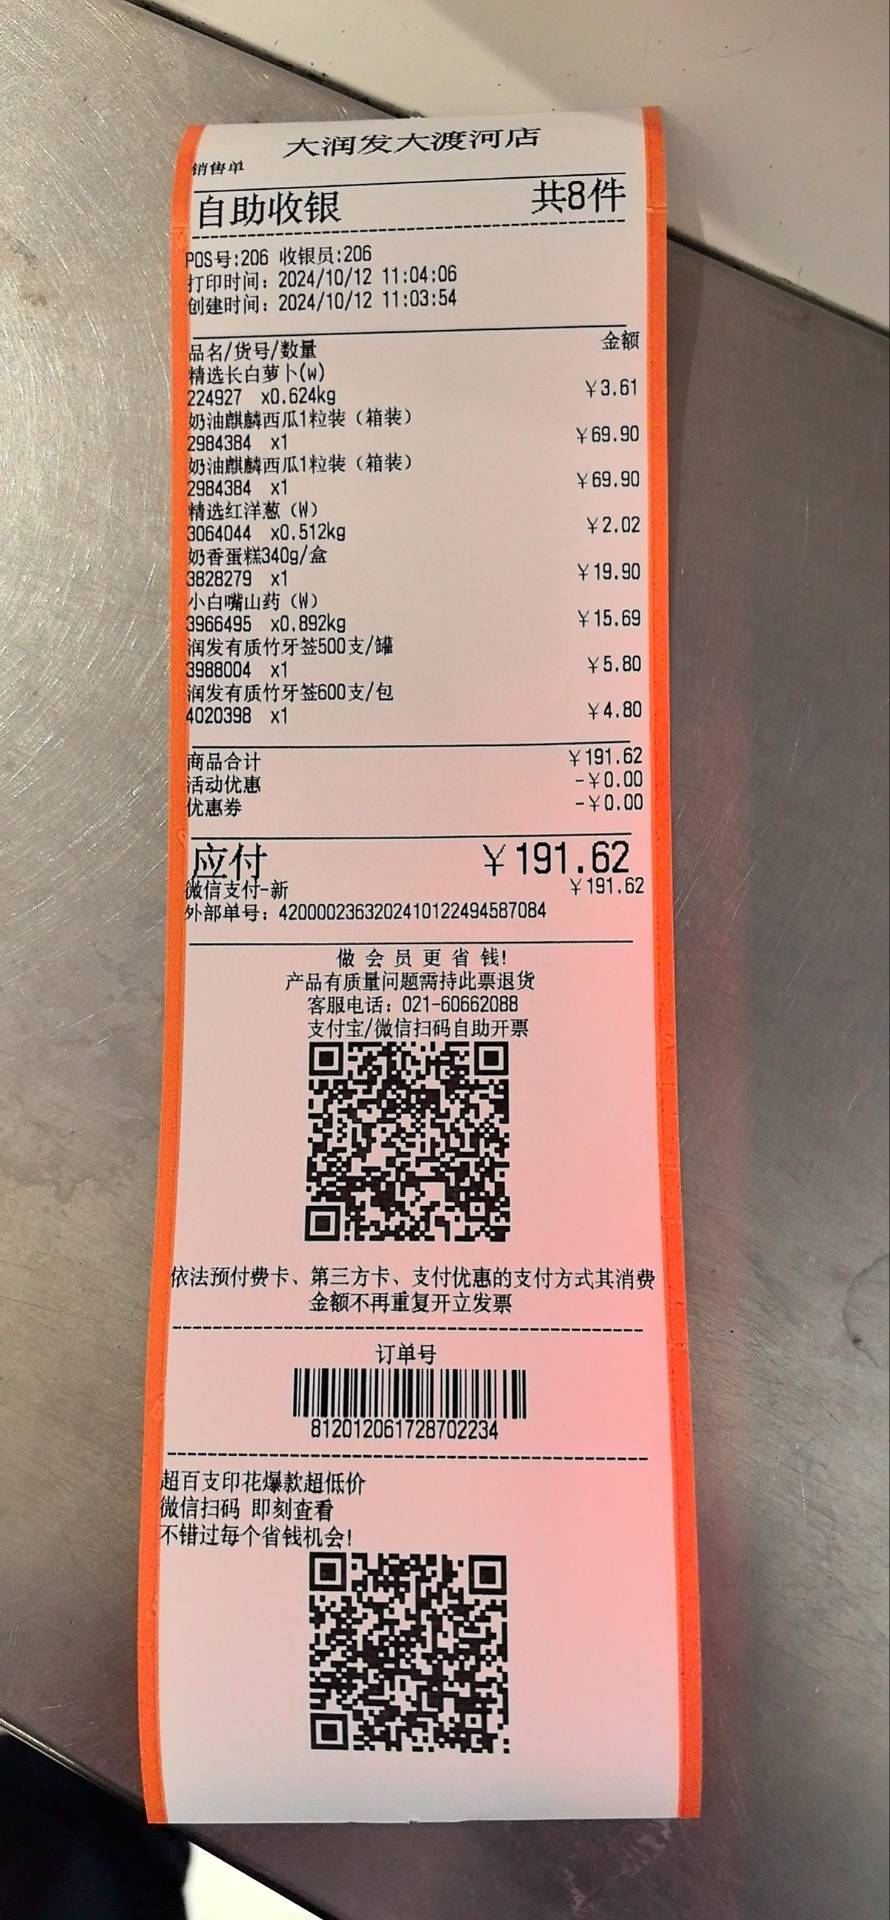 大润发大渡河店
销售单
自助收银 共8件
POS号:206 收银员:206
打印时间: 2024/10/12 11:04:06
创建时间: 2024/10/12 11:03:54
品名/货号/数量 金额
精选长白萝卜(w)
224927 x0.624kg ¥3.61
奶油麒麟西瓜1粒装（箱装）
2984384 x1 ¥69.90
奶油麒麟西瓜1粒装（箱装）
2984384 x1 ¥69.90
精选红洋葱（W）
3064044 x0.512kg ¥2.02
奶香蛋糕340g/盒
3828279 x1 ¥19.90
小白嘴山药（W）
3966495 x0.892kg ¥15.69
润发有质竹牙签500支/罐
3988004 x1 ¥5.80
润发有质竹牙签600支/包
4020398 x1 ¥4.80
商品合计 ¥191.62
活动优惠 -¥0.00
优惠券 -¥0.00
应付 ¥191.62
微信支付-新 ¥191.62
外部单号: 4200002363202410122494587084
做会员更省钱!
产品有质量问题需持此票退货
客服电话: 021-60662088
支付宝/微信扫码自助开票
依法预付费卡、第三方卡、支付优惠的支付方式其消费
金额不再重复开立发票
订单号
812012061728702234
超百支印花爆款超低价
微信扫码 即刻查看
不错过每个省钱机会!